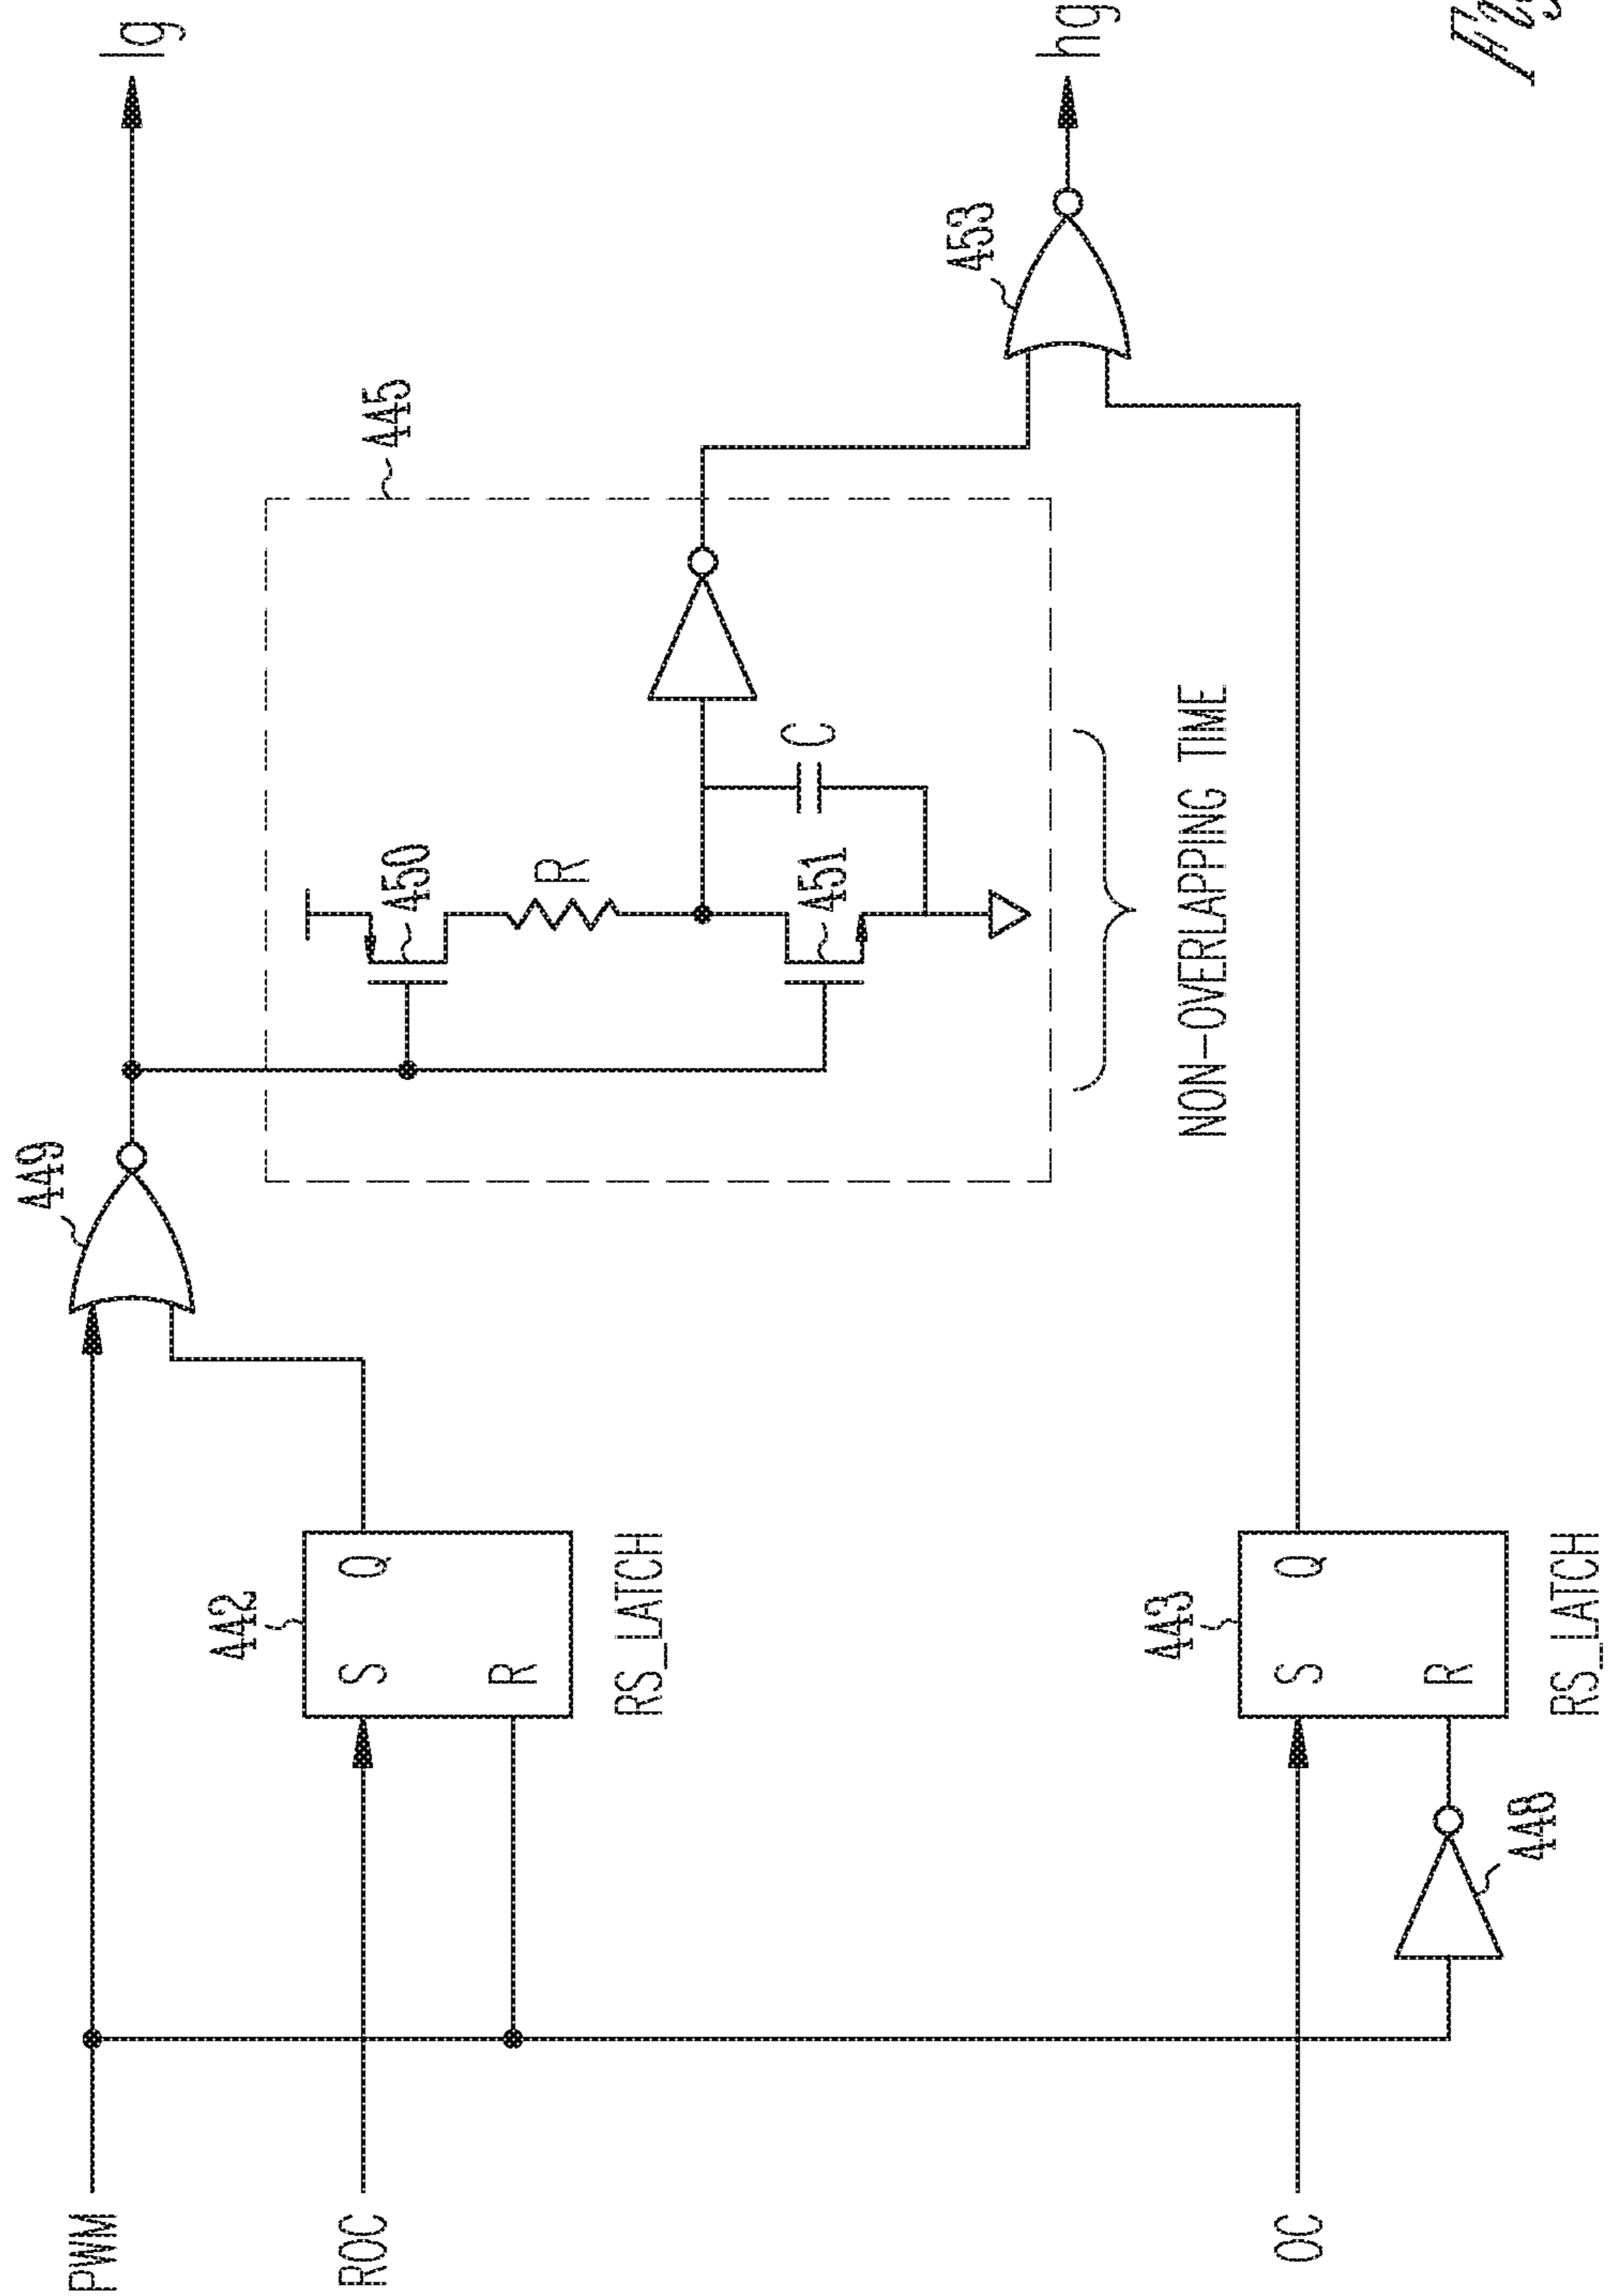 PWM
ROC
OC
442
S Q
R
RS_LATCH
443
S Q
R
RS_LATCH
448
449
450
R
451
C
445
NON-OVERLAPPING TIME
453
lg
hg